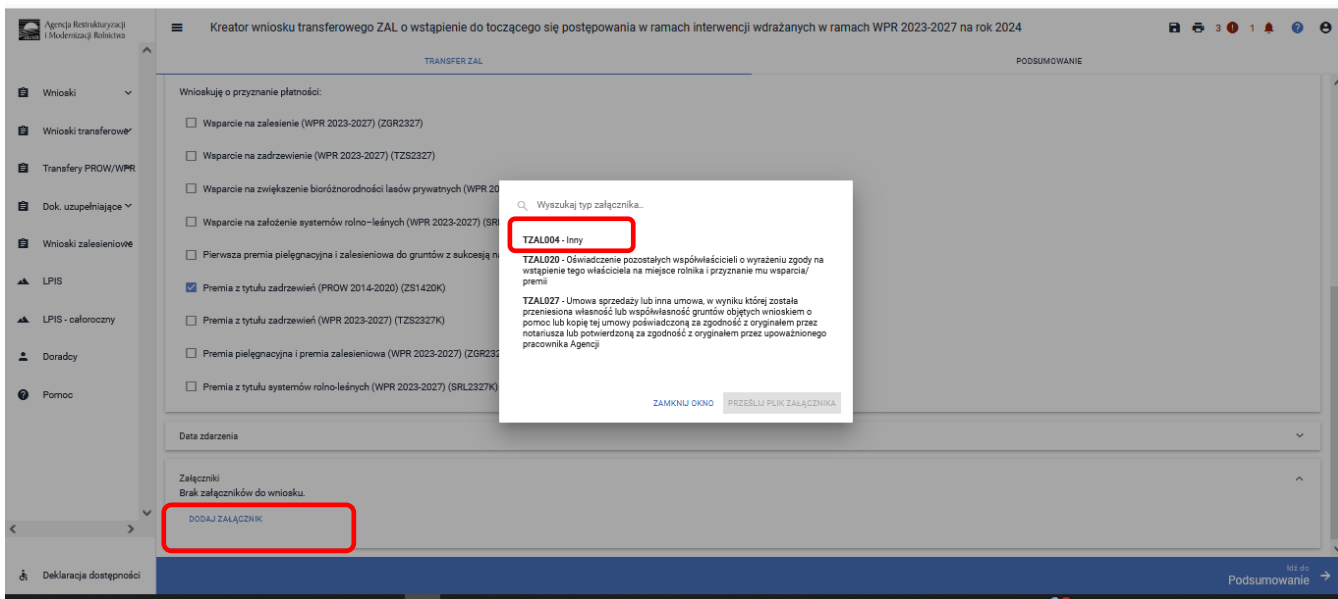 Agencja Restrukturyzacji
i Modernizacji Rolnictwa
Kreator wniosku transferowego ZAL o wstąpienie do toczącego się postępowania w ramach interwencji wdrażanych w ramach WPR 2023-2027 na rok 2024
3 1
TRANSFER ZAL
PODSUMOWANIE
Wnioski
Wnioski transferowe
Transfery PROW/WPR
Dok. uzupełniające
Wnioski zalesieniowe
LPIS
LPIS - całoroczny
Doradcy
Pomoc
Deklaracja dostępności
Wnioskuję o przyznanie płatności:
Wsparcie na zalesienie (WPR 2023-2027) (ZGR2327)
Wsparcie na zadrzewienie (WPR 2023-2027) (TZS2327)
Wsparcie na zwiększenie bioróżnorodności lasów prywatnych (WPR 20
Wsparcie na założenie systemów rolno–leśnych (WPR 2023-2027) (SRL
Pierwsza premia pielęgnacyjna i zalesieniowa do gruntów z sukcesją na
Premia z tytułu zadrzewień (PROW 2014-2020) (ZS1420K)
Premia z tytułu zadrzewień (WPR 2023-2027) (TZS2327K)
Premia pielęgnacyjna i premia zalesieniowa (WPR 2023-2027) (ZGR232
Premia z tytułu systemów rolno-leśnych (WPR 2023-2027) (SRL2327K)
Wyszukaj typ załącznika...
TZAL004 - Inny
TZAL020 - Oświadczenie pozostałych współwłaścicieli o wyrażeniu zgody na
wstąpienie tego właściciela na miejsce rolnika i przyznanie mu wsparcia/
premii
TZAL027 - Umowa sprzedaży lub inna umowa, w wyniku której została
przeniesiona własność lub współwłasność gruntów objętych wnioskiem o
pomoc lub kopię tej umowy poświadczoną za zgodność z oryginałem przez
notariusza lub potwierdzoną za zgodność z oryginałem przez upoważnionego
pracownika Agencji
ZAMKNIJ OKNO
PRZEŚLIJ PLIK ZAŁĄCZNIKA
Data zdarzenia
Załączniki
Brak załączników do wniosku.
DODAJ ZAŁĄCZNIK
Idź do
Podsumowanie